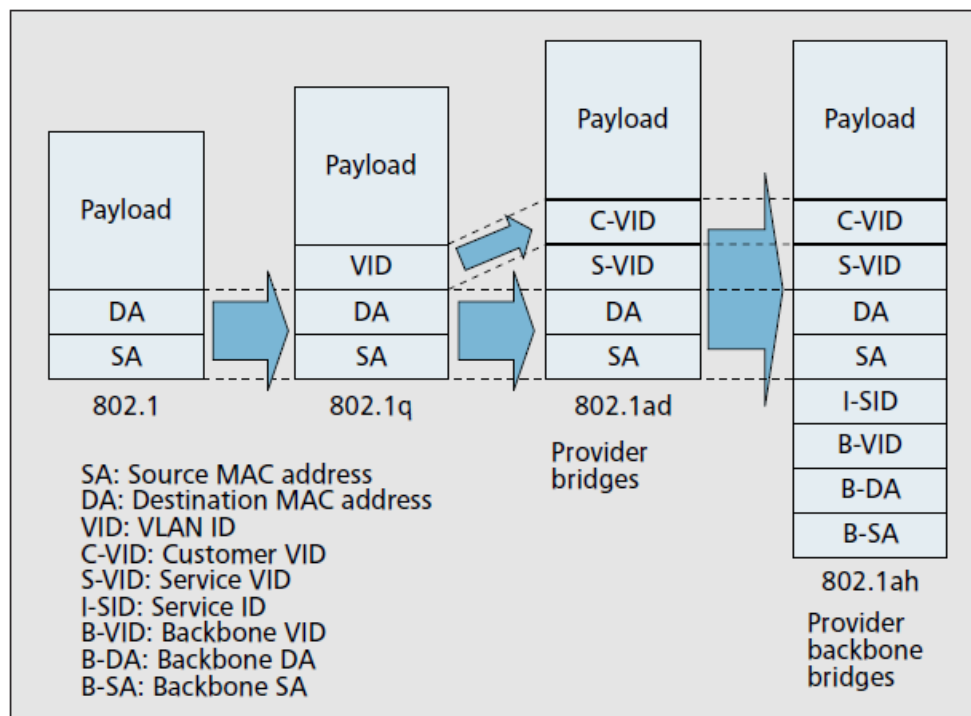 Payload
DA
SA
802.1
Payload
VID
DA
SA
802.1q
Payload
C-VID
S-VID
DA
SA
802.1ad
Provider
bridges
Payload
C-VID
S-VID
DA
SA
I-SID
B-VID
B-DA
B-SA
802.1ah
Provider
backbone
bridges
SA: Source MAC address
DA: Destination MAC address
VID: VLAN ID
C-VID: Customer VID
S-VID: Service VID
I-SID: Service ID
B-VID: Backbone VID
B-DA: Backbone DA
B-SA: Backbone SA